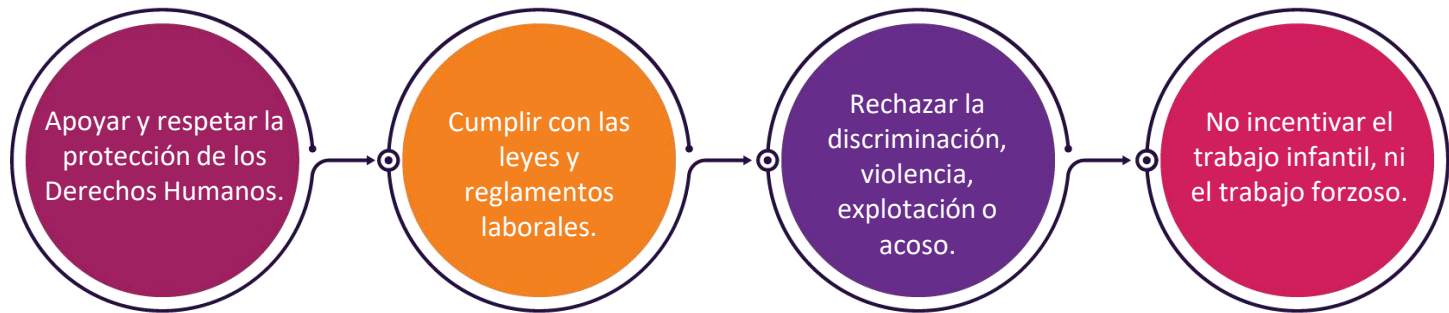 Apoyar y respetar la
protección de los
Derechos Humanos.
Cumplir con las
leyes y
reglamentos
laborales.
Rechazar la
discriminación,
violencia,
explotación o
acoso.
No incentivar el
trabajo infantil, ni
el trabajo forzoso.